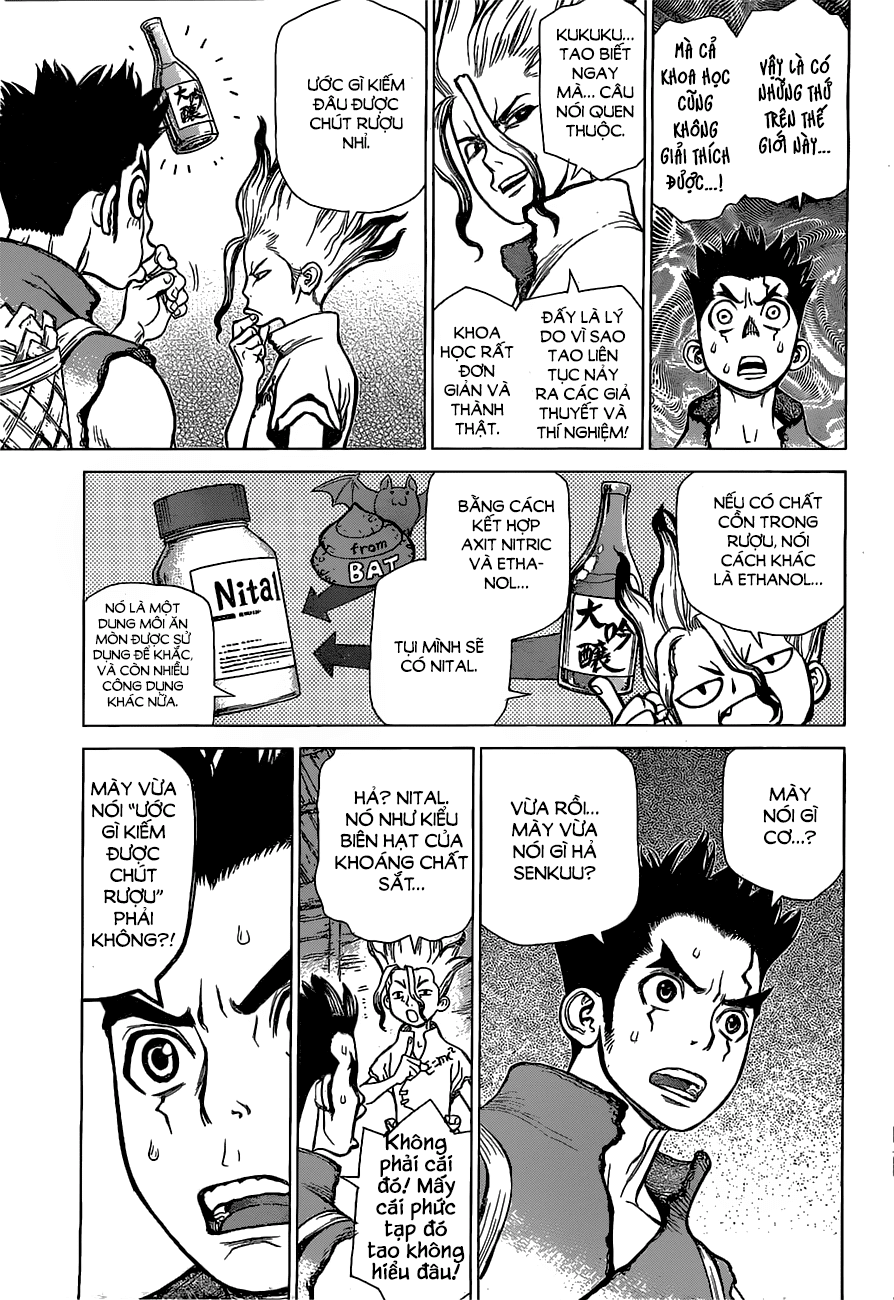 VẬY LÀ CÓ
NHỮNG THỨ
TRÊN THẾ
GIỚI NÀY...
MÀ CẢ
KHOA HỌC
CŨNG
KHÔNG
GIẢI THÍCH
ĐƯỢC...!
KUKUKU...
TAO BIẾT
NGAY
MÀ... CÂU
NÓI QUEN
THUỘC.
ĐẤY LÀ LÝ
DO VÌ SAO
TAO LIÊN
TỤC NẢY
RA CÁC GIẢ
THUYẾT VÀ
THÍ NGHIỆM!
KHOA
HỌC RẤT
ĐƠN
GIẢN VÀ
THÀNH
THẬT.
ƯỚC GÌ KIẾM
ĐÂU ĐƯỢC
CHÚT RƯỢU
NHỈ.
大吟醸
NẾU CÓ CHẤT
CỒN TRONG
RƯỢU, NÓI
CÁCH KHÁC
LÀ ETHANOL...
大吟醸
BẰNG CÁCH
KẾT HỢP
AXIT NITRIC
VÀ ETHA-
NOL...
TỤI MÌNH SẼ
CÓ NITAL.
from
BAT
Nital
NÓ LÀ MỘT
DUNG MÔI ĂN
MÒN ĐƯỢC SỬ
DỤNG ĐỂ KHẮC,
VÀ CÒN NHIỀU
CÔNG DỤNG
KHÁC NỮA.
MÀY
NÓI GÌ
CƠ...?
VỪA RỒI...
MÀY VỪA
NÓI GÌ HẢ
SENKUU?
HẢ? NITAL.
NÓ NHƯ KIỂU
BIÊN HẠT CỦA
KHOÁNG CHẤT
SẮT...
E=mc²
Không
phải cái
đó! Mấy
cái phức
tạp đó
tao không
hiểu đâu!
MÀY VỪA
NÓI "ƯỚC
GÌ KIẾM
ĐƯỢC
CHÚT
RƯỢU"
PHẢI
KHÔNG?!